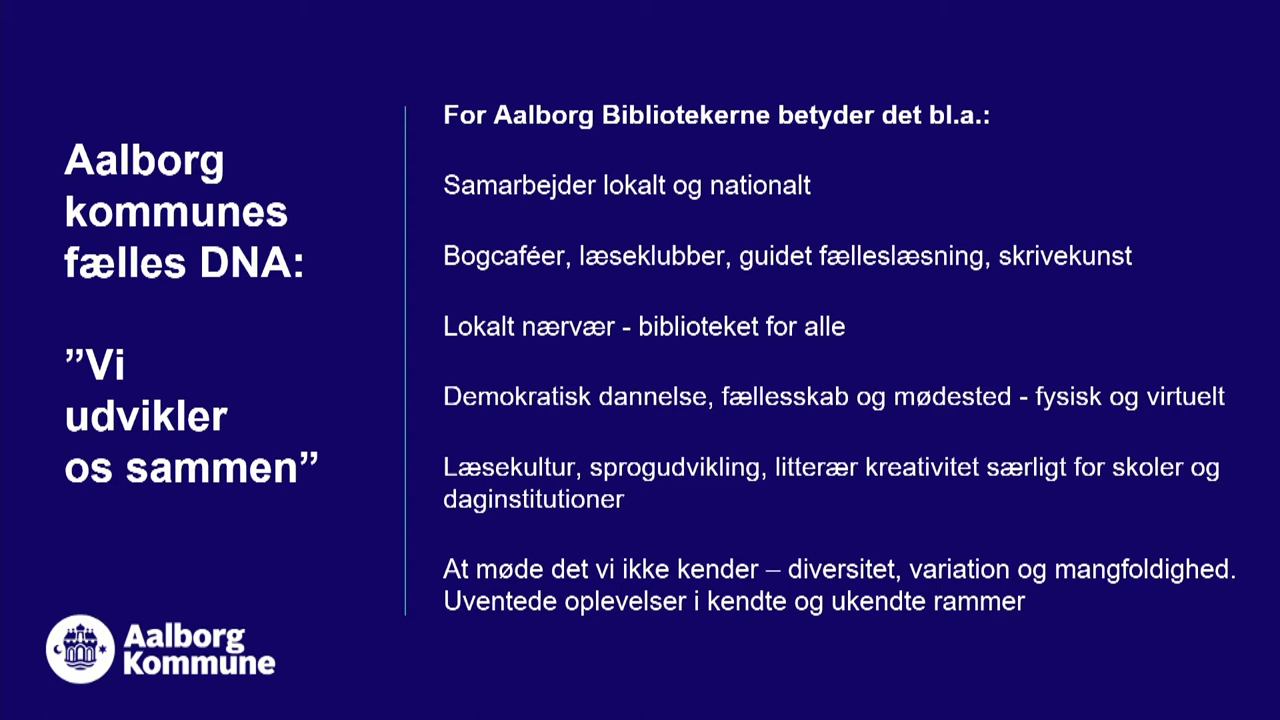 Aalborg
kommunes
fælles DNA:
”Vi
udvikler
os sammen”
For Aalborg Bibliotekerne betyder det bl.a.:
Samarbejder lokalt og nationalt
Bogcaféer, læseklubber, guidet fælleslæsning, skrivekunst
Lokalt nærvær - biblioteket for alle
Demokratisk dannelse, fællesskab og mødested - fysisk og virtuelt
Læsekultur, sprogudvikling, litterær kreativitet særligt for skoler og
daginstitutioner
At møde det vi ikke kender – diversitet, variation og mangfoldighed.
Uventede oplevelser i kendte og ukendte rammer
Aalborg
Kommune